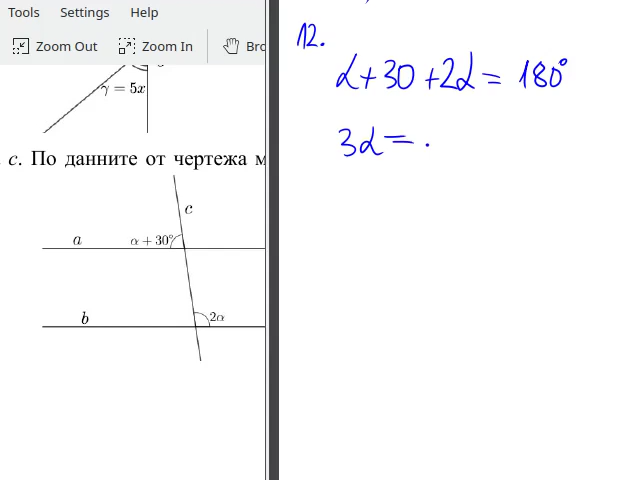 Tools Settings Help
Zoom Out Zoom In
γ = 5x
c. По данните от чертежа
c
a α + 30°
b 2α
12.
α + 30 + 2α = 180°
3α = .